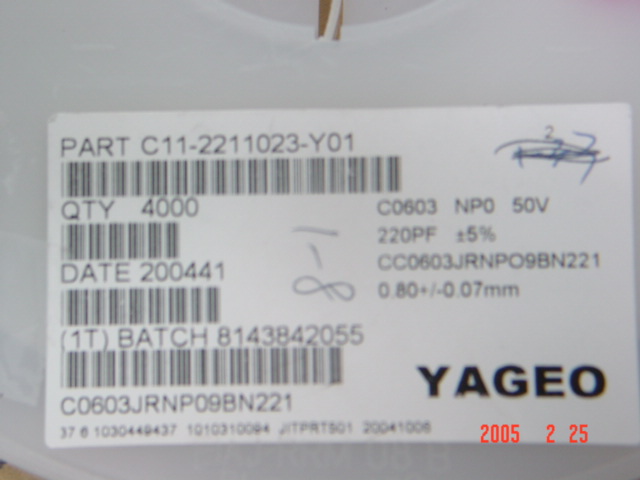 PART C11-2211023-Y01
2
QTY 4000
C0603 NP0 50V
220PF ±5%
DATE 200441
CC0603JRNPO9BN221
0.80+/-0.07mm
(1T) BATCH 8143842055
YAGEO
C0603JRNP09BN221
37 6 1030449437 1010310094 JITPRTS01 20041006
2005 2 25